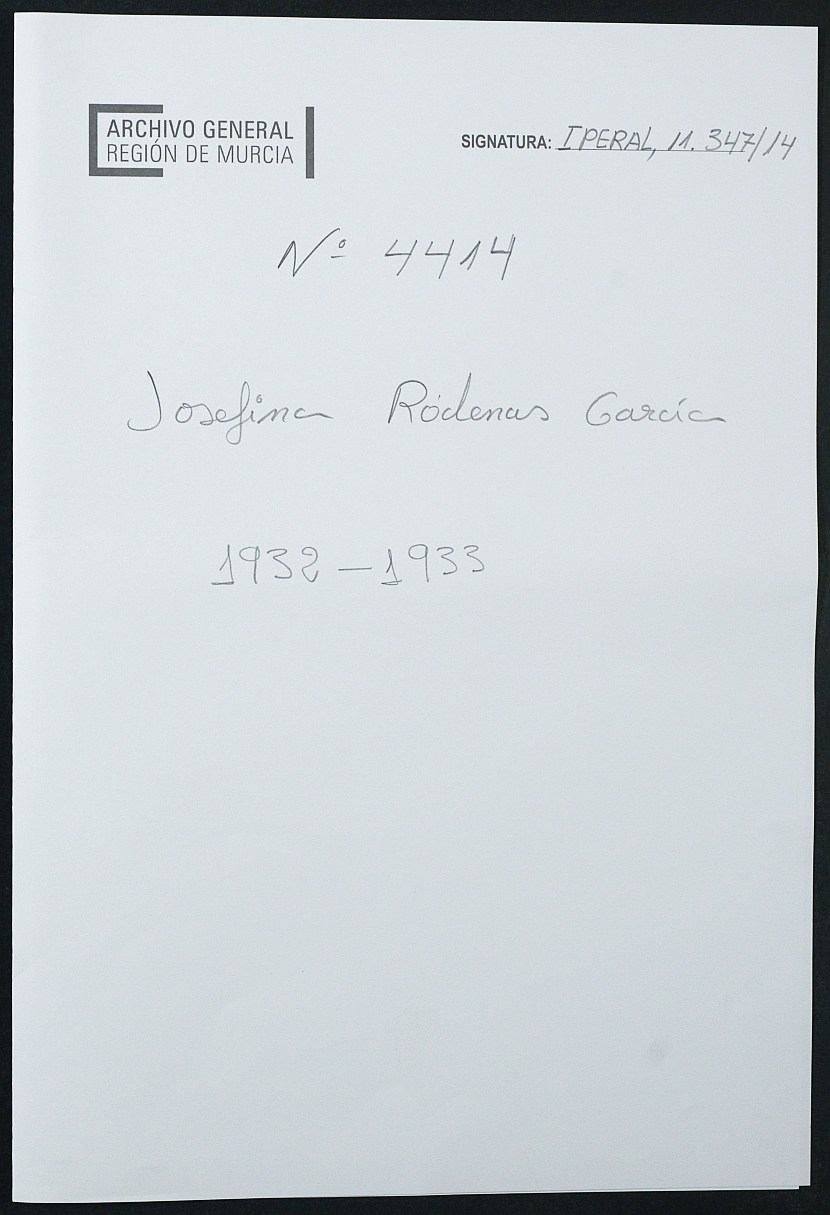 ARCHIVO GENERAL
REGIÓN DE MURCIA
SIGNATURA: IPERAL, 11.347/14
Nº 4414
Josefina Ródenas García
1932-1933